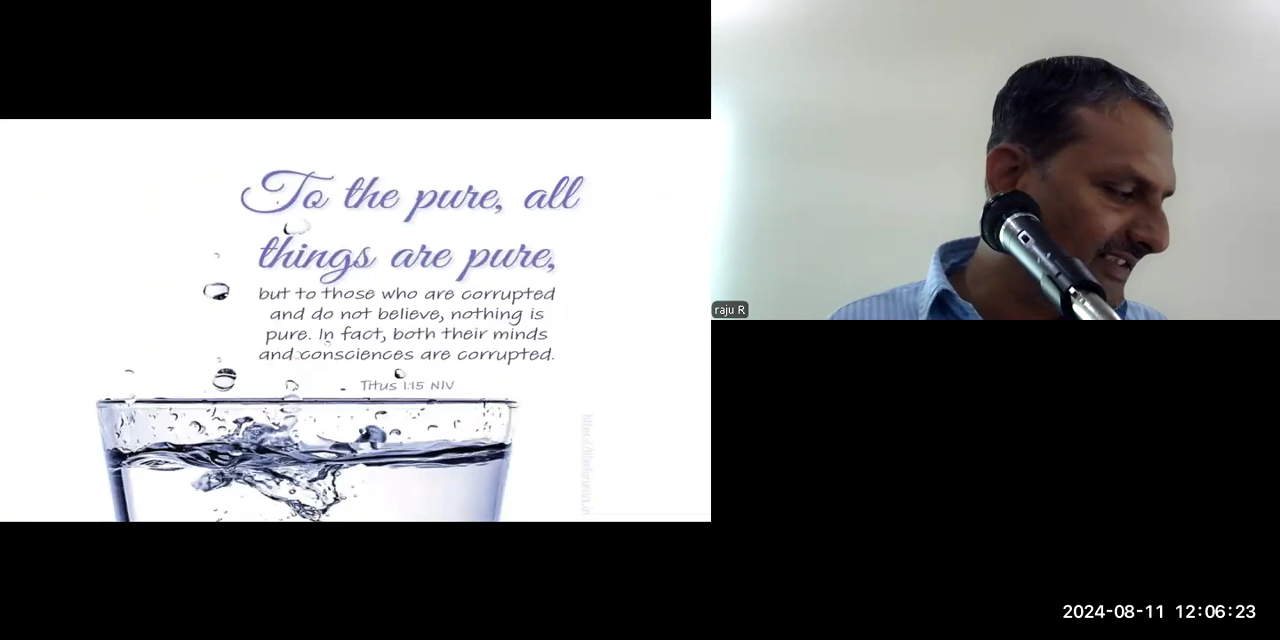 To the pure, all
things are pure,
but to those who are corrupted
and do not believe, nothing is
pure. In fact, both their minds
and consciences are corrupted.
Titus 1:15 NIV
raju R
2024-08-11 12:06:23